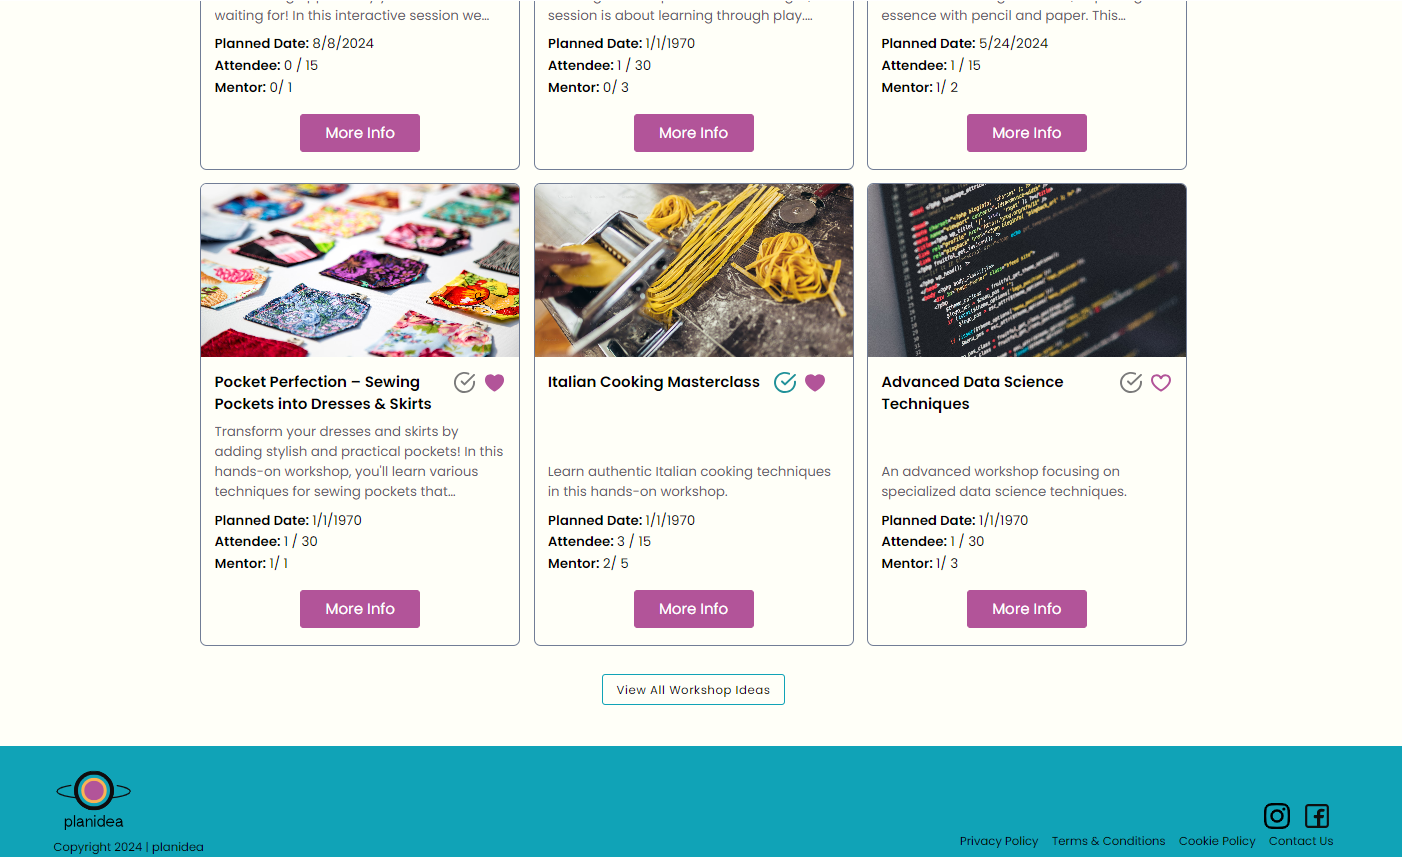 waiting for! In this interactive session we...
Planned Date: 8/8/2024
Attendee: 0 / 15
Mentor: 0/ 1
More Info
session is about learning through play....
Planned Date: 1/1/1970
Attendee: 1 / 30
Mentor: 0/ 3
More Info
essence with pencil and paper. This...
Planned Date: 5/24/2024
Attendee: 1 / 15
Mentor: 1/ 2
More Info
Pocket Perfection – Sewing
Pockets into Dresses & Skirts
Transform your dresses and skirts by
adding stylish and practical pockets! In this
hands-on workshop, you'll learn various
techniques for sewing pockets that...
Planned Date: 1/1/1970
Attendee: 1 / 30
Mentor: 1/ 1
More Info
Italian Cooking Masterclass
Learn authentic Italian cooking techniques
in this hands-on workshop.
Planned Date: 1/1/1970
Attendee: 3 / 15
Mentor: 2/ 5
More Info
Advanced Data Science
Techniques
An advanced workshop focusing on
specialized data science techniques.
Planned Date: 1/1/1970
Attendee: 1 / 30
Mentor: 1/ 3
More Info
View All Workshop Ideas
planidea
Copyright 2024 | planidea
Privacy Policy Terms & Conditions Cookie Policy Contact Us